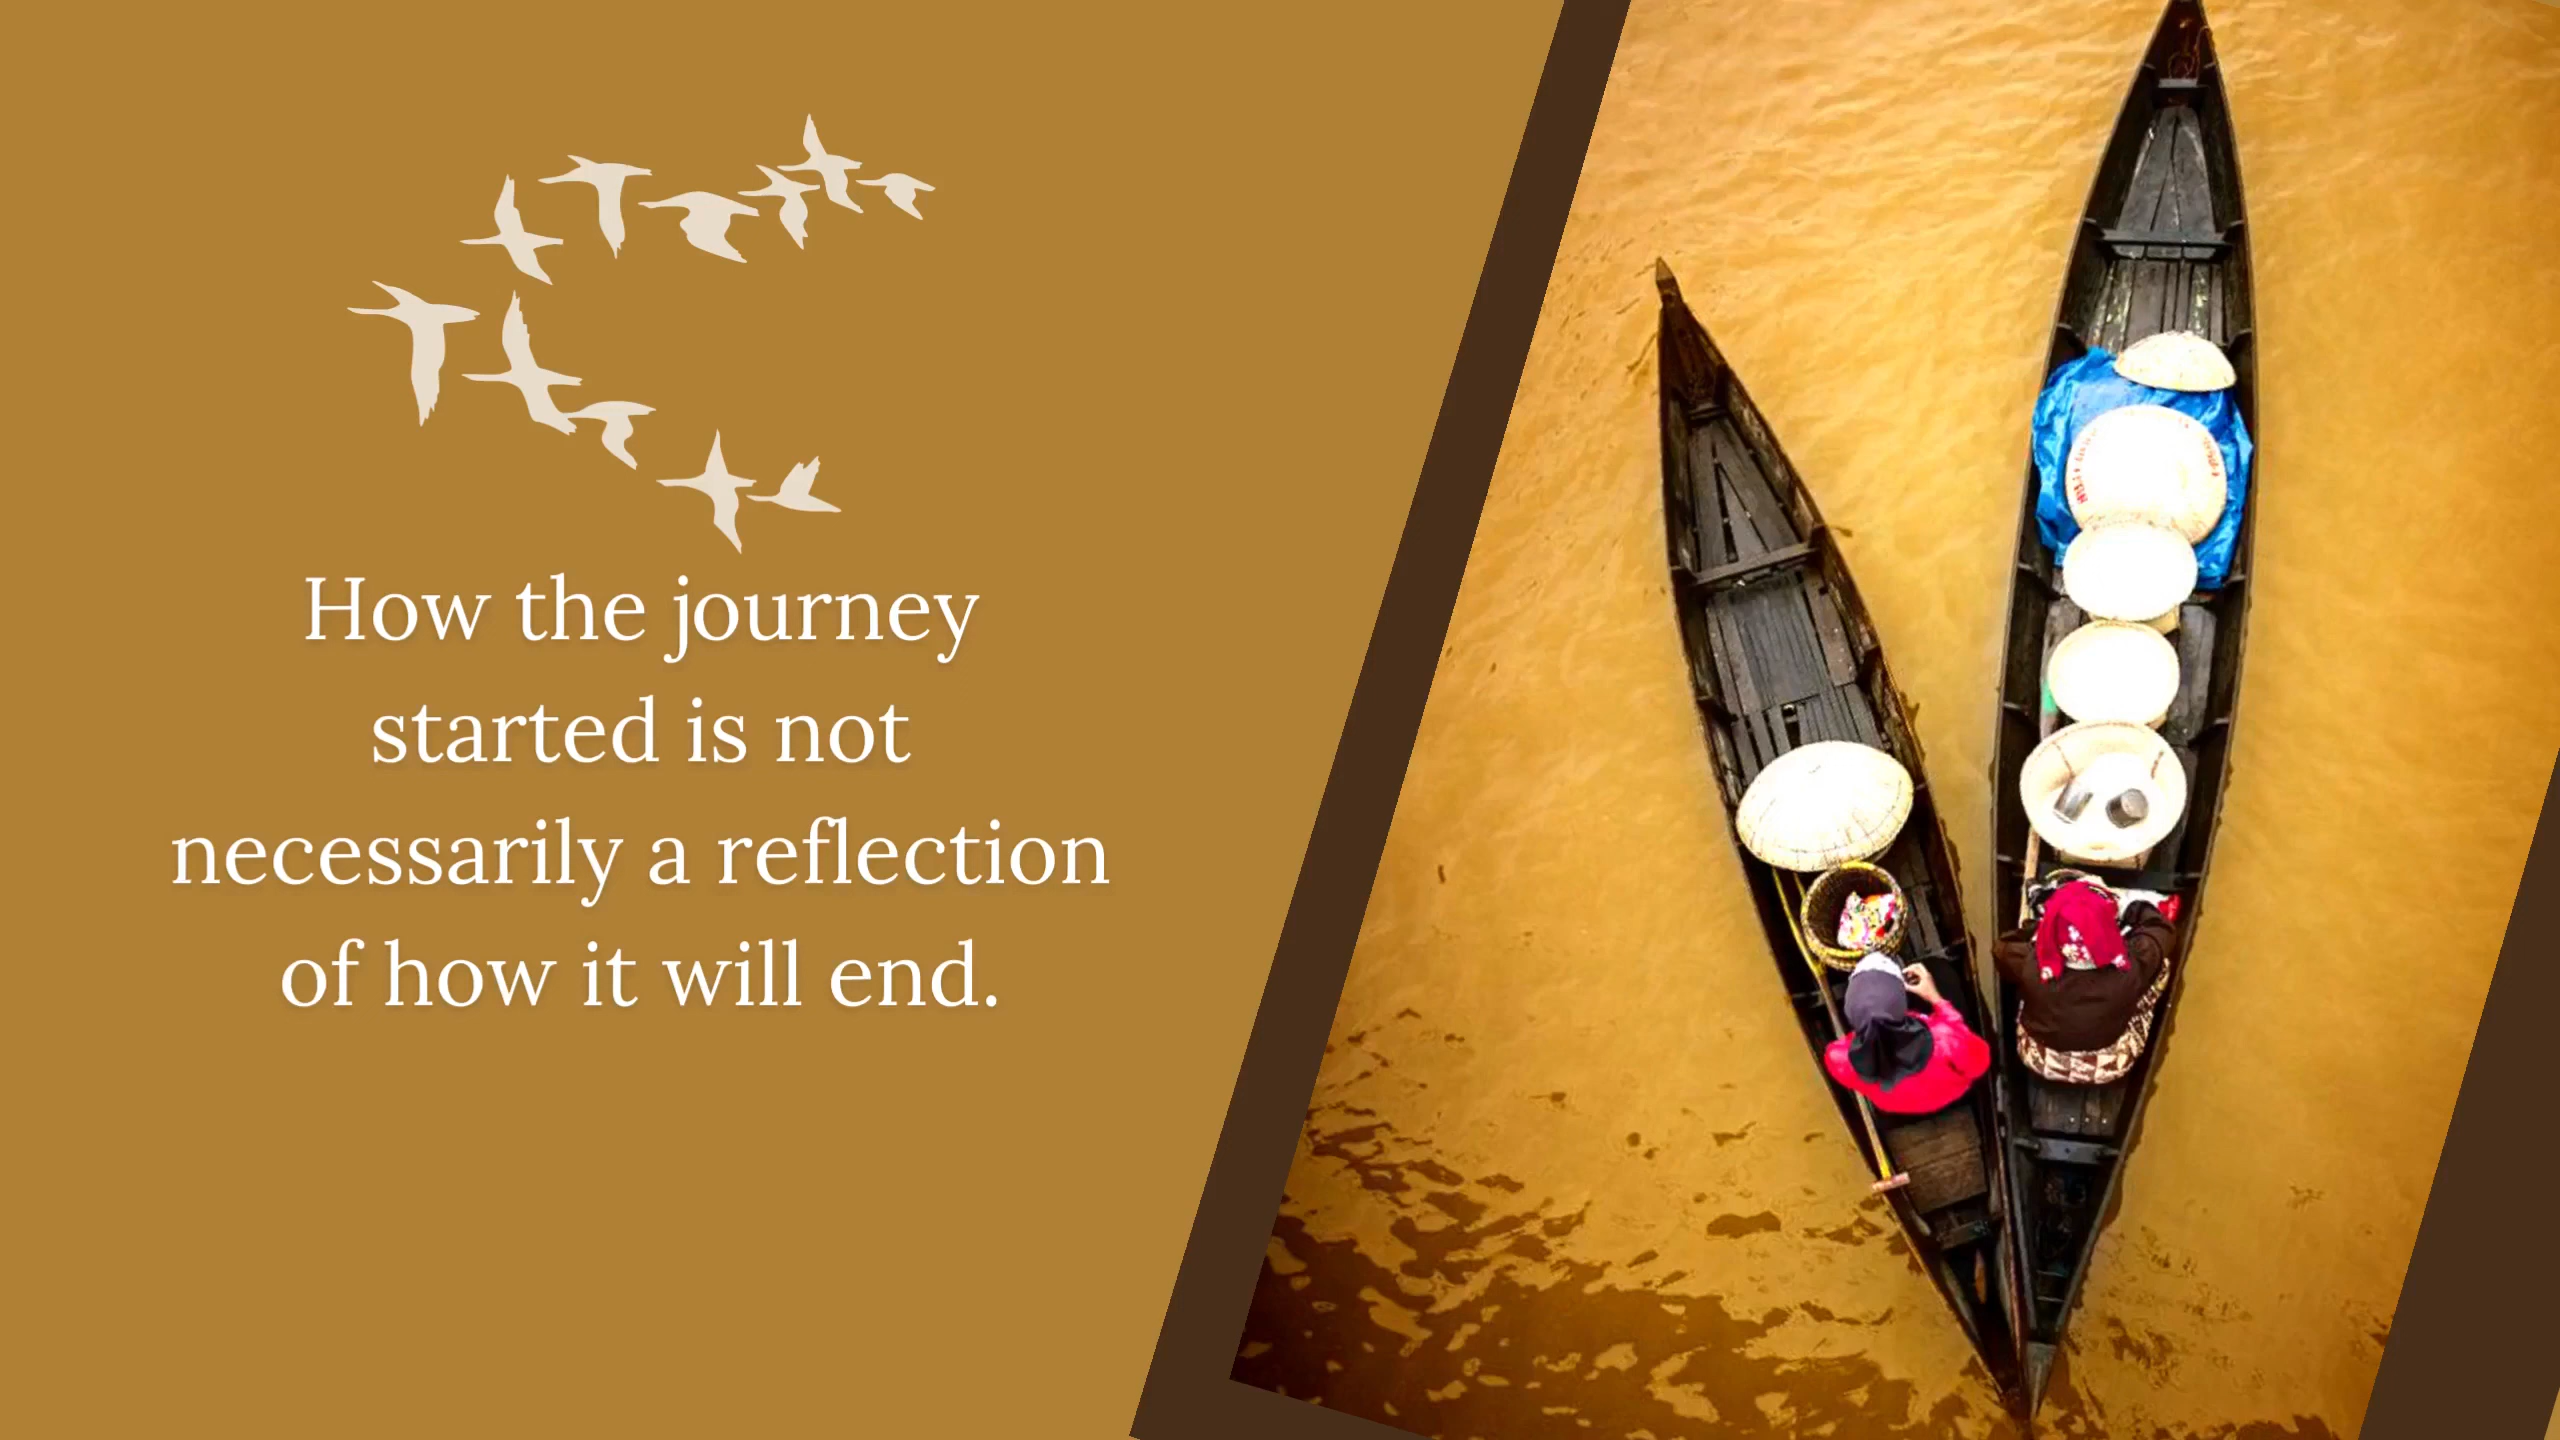 How the journey
started is not
necessarily a reflection
of how it will end.